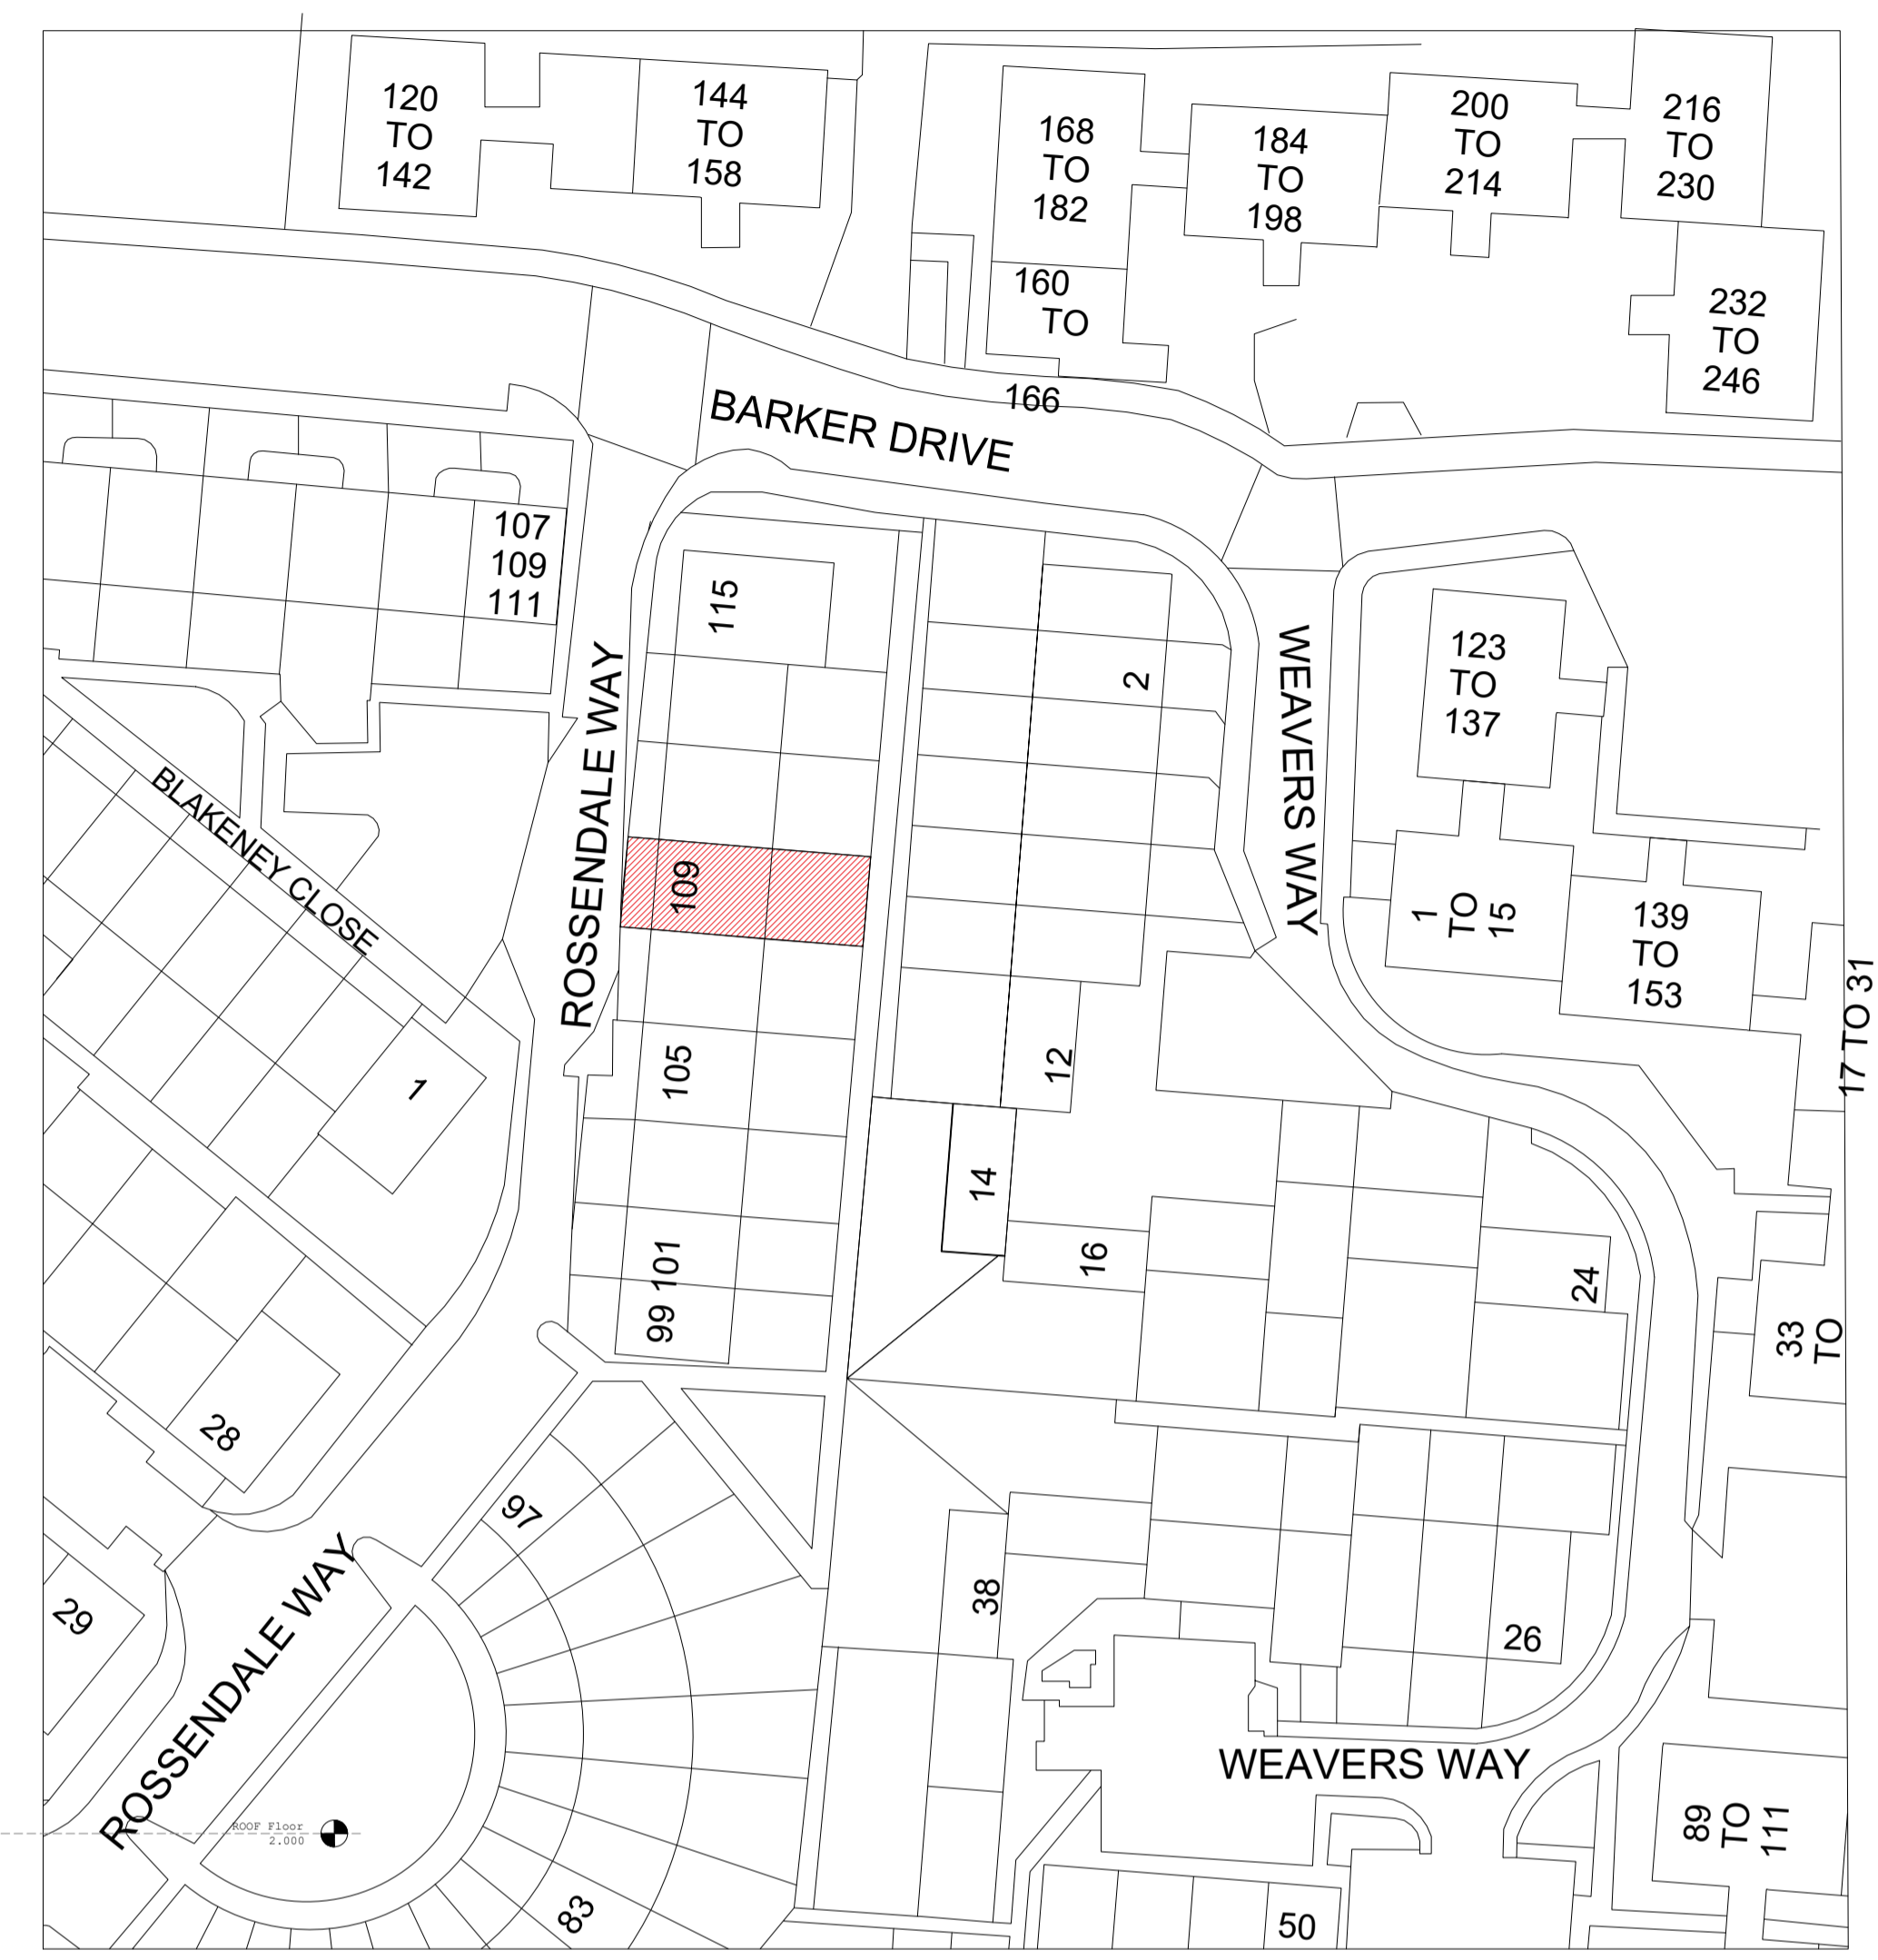 120
TO
142
144
TO
158
168
TO
182
184
TO
198
200
TO
214
216
TO
230
160
TO
166
232
TO
246
BARKER DRIVE
107
109
111
115
ROSSENDALE WAY
2
WEAVERS WAY
123
TO
137
BLAKENEY CLOSE
109
1
TO
15
139
TO
153
17 TO 31
105
12
1
14
16
24
101
99
33
TO
28
97
29
38
26
ROSSENDALE WAY
WEAVERS WAY
ROOF Floor
2.000
89
TO
111
83
50